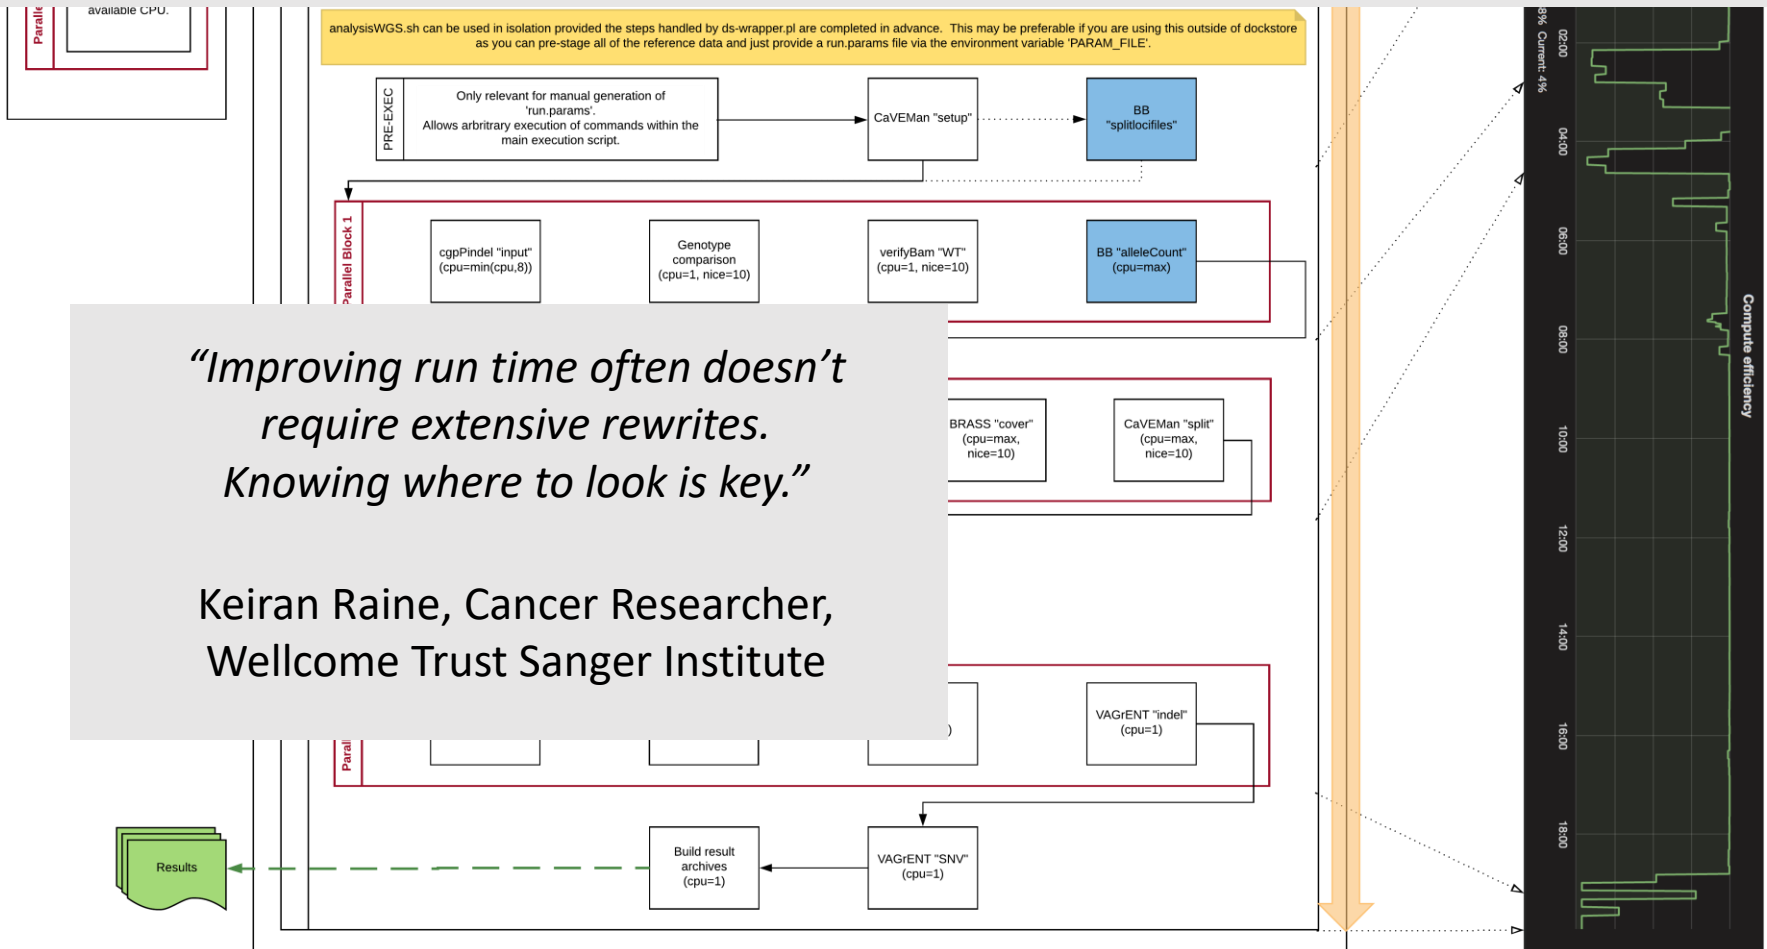 Paralle
available CPU.
analysisWGS.sh can be used in isolation provided the steps handled by ds-wrapper.pl are completed in advance.  This may be preferable if you are using this outside of dockstore
as you can pre-stage all of the reference data and just provide a run.params file via the environment variable 'PARAM_FILE'.
PRE-EXEC
Only relevant for manual generation of
'run.params'.
Allows arbritrary execution of commands within the
main execution script.
CaVEMan "setup"
BB
"splitlocifiles"
Parallel Block 1
cgpPindel "input"
(cpu=min(cpu,8))
Genotype
comparison
(cpu=1, nice=10)
verifyBam "WT"
(cpu=1, nice=10)
BB "alleleCount"
(cpu=max)
“Improving run time often doesn’t
require extensive rewrites.
Knowing where to look is key.”
Keiran Raine, Cancer Researcher,
Wellcome Trust Sanger Institute
BRASS "cover"
(cpu=max,
nice=10)
CaVEMan "split"
(cpu=max,
nice=10)
Paral
)
VAGrENT "indel"
(cpu=1)
Results
Build result
archives
(cpu=1)
VAGrENT "SNV"
(cpu=1)
Compute efficiency
8% Current: 4%
02:00
04:00
06:00
08:00
10:00
12:00
14:00
16:00
18:00